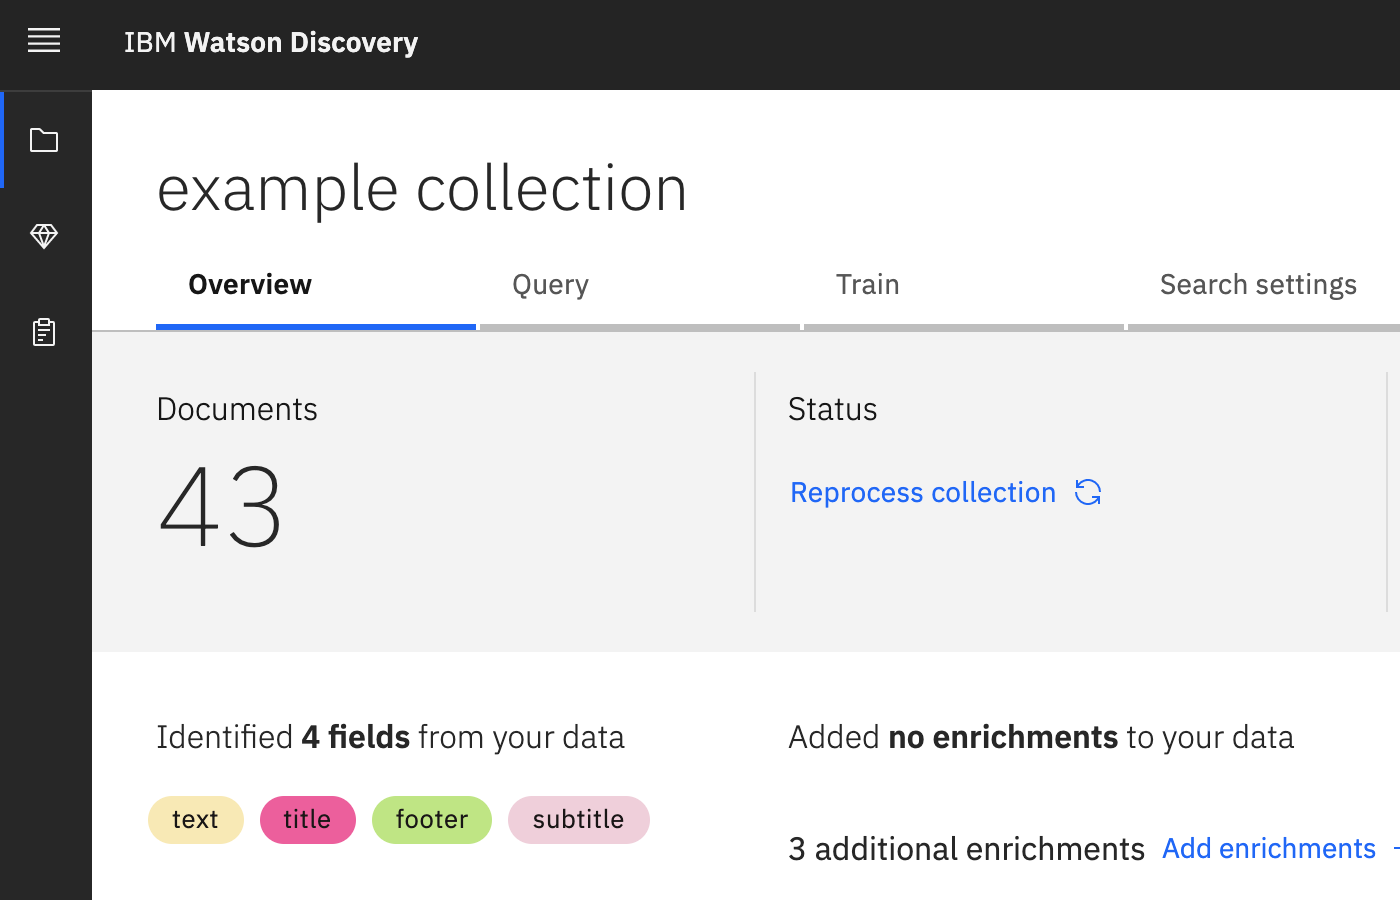 IBM Watson Discovery
example collection
Overview Query Train Search settings
Documents
43
Status
Reprocess collection
Identified 4 fields from your data
text title footer subtitle
Added no enrichments to your data
3 additional enrichments Add enrichments